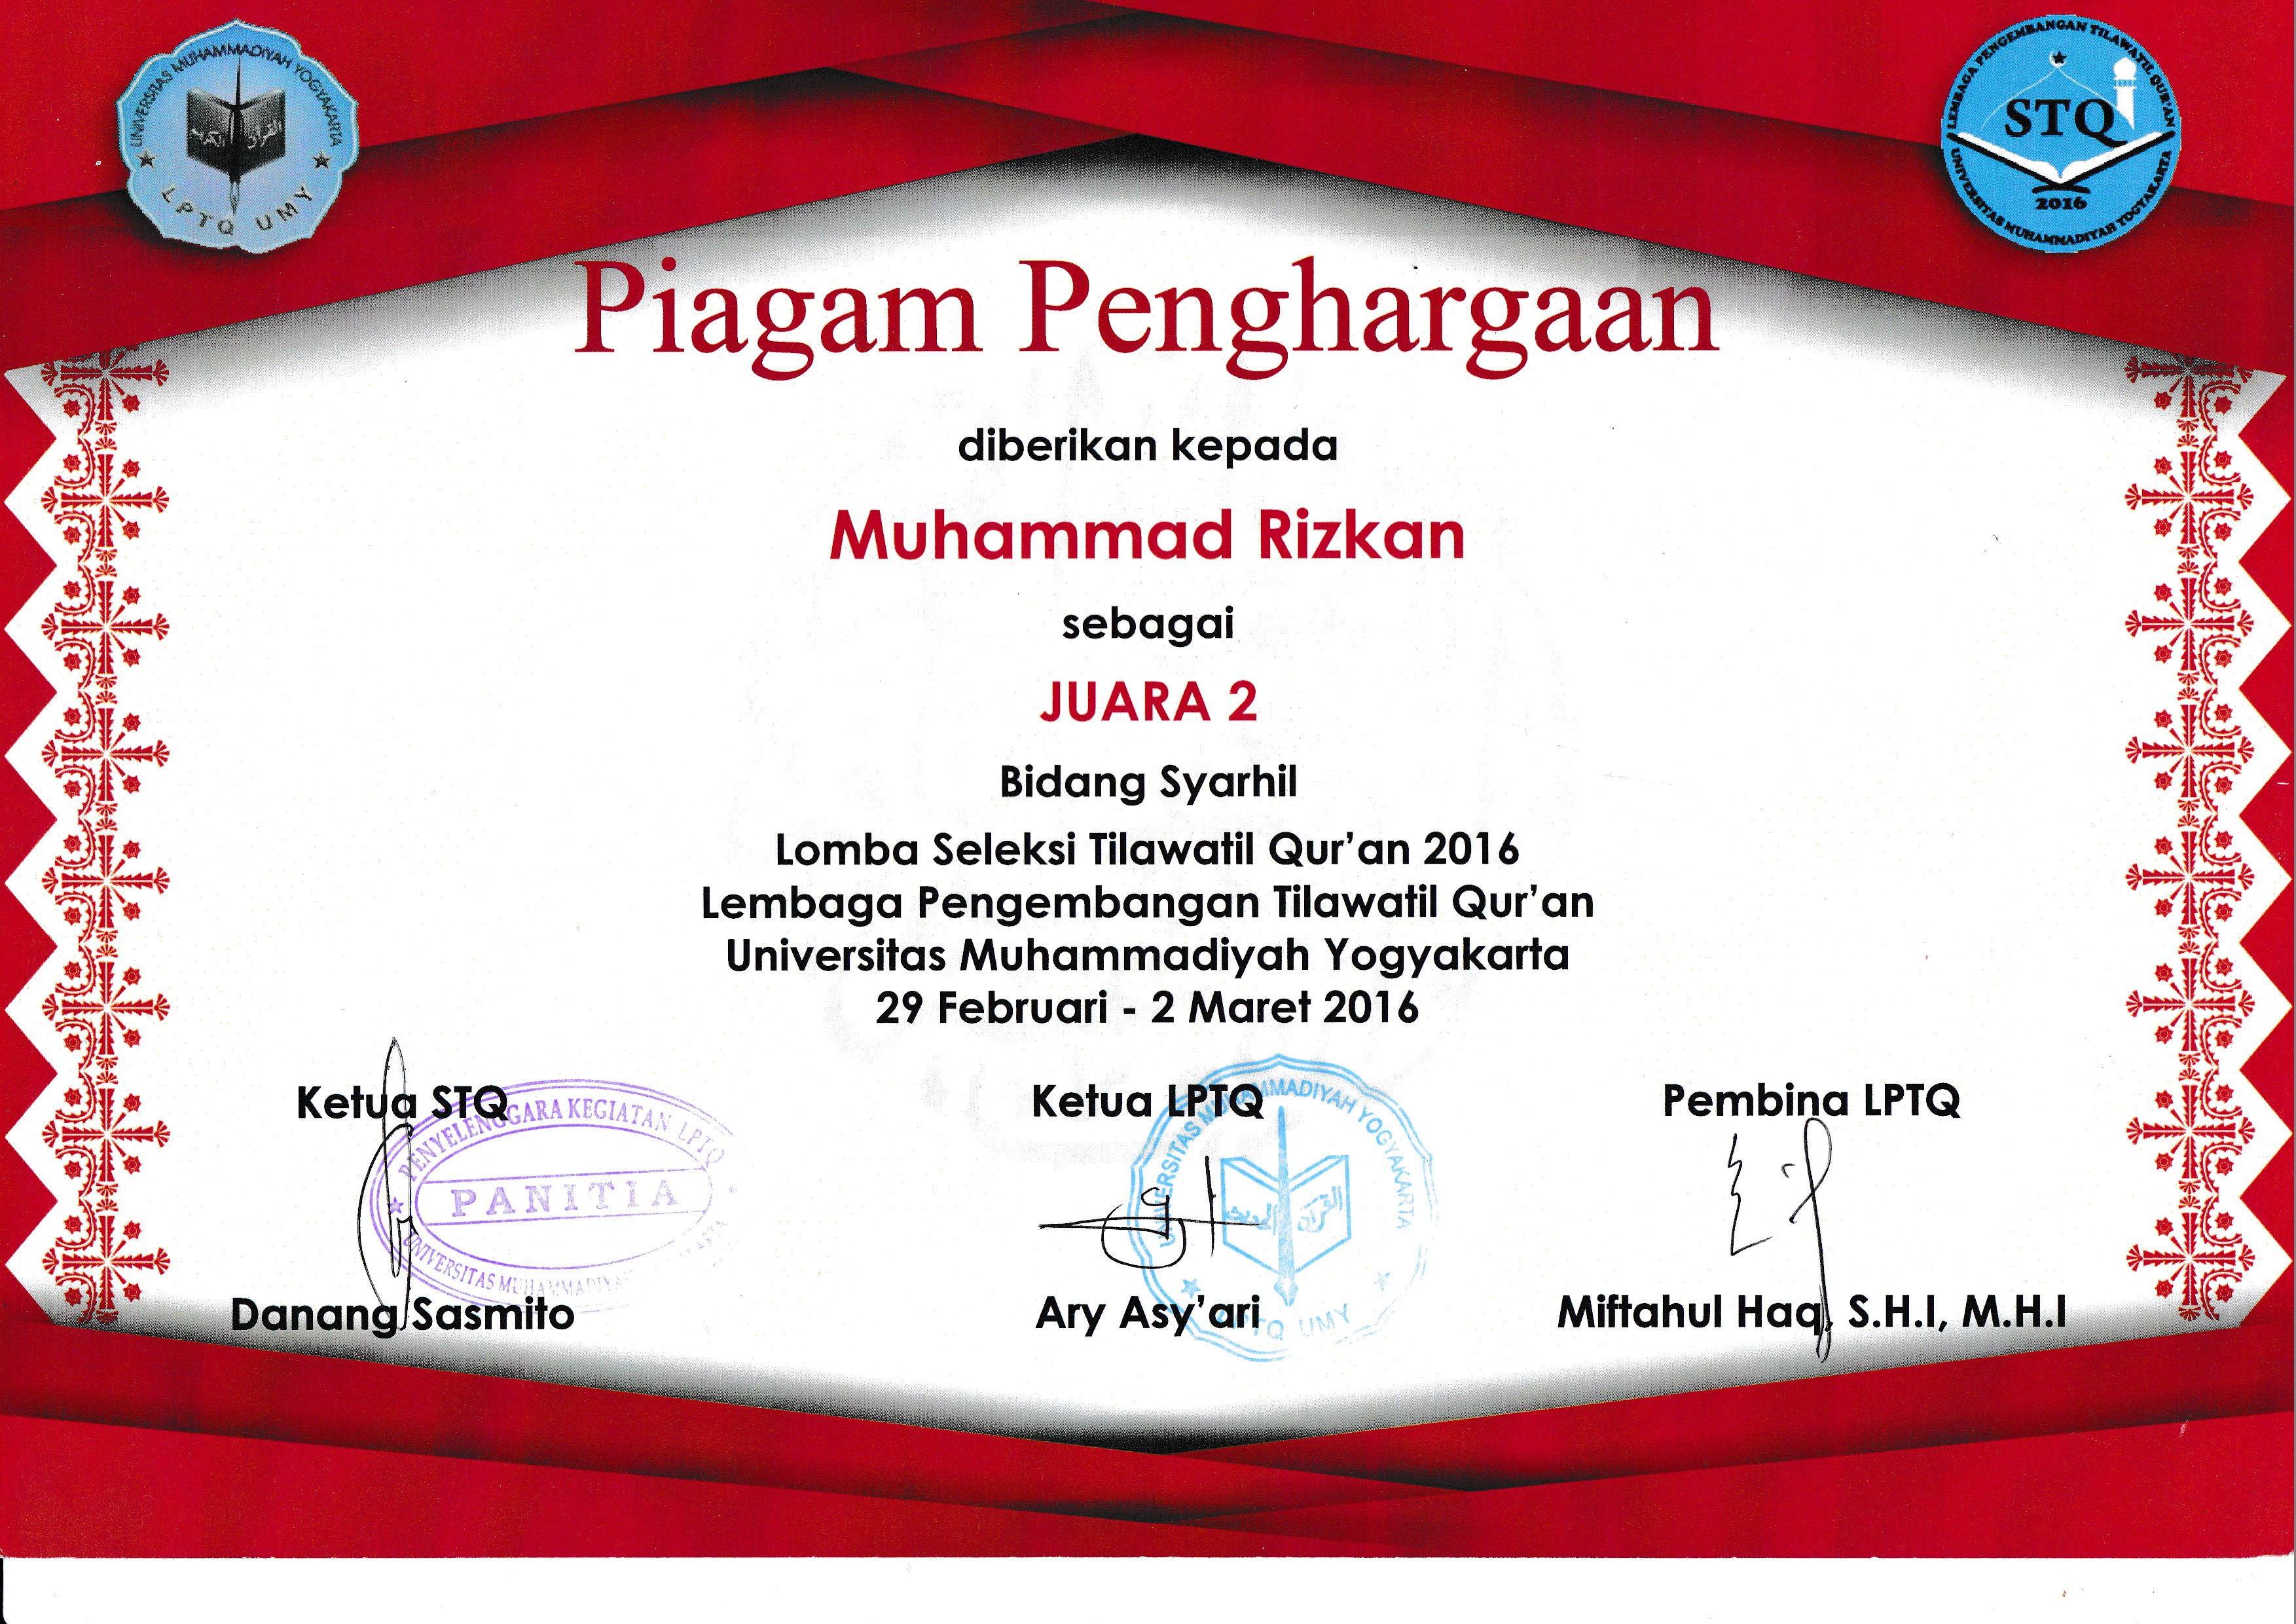 UNIVERSITAS MUHAMMADIYAH YOGYAKARTA
القرآن الكريم
LPTQ UMY
LEMBAGA PENGEMBANGAN TILAWATIL QUR'AN
STQ
2016
UNIVERSITAS MUHAMMADIYAH YOGYAKARTA
Piagam Penghargaan
diberikan kepada
Muhammad Rizkan
sebagai
JUARA 2
Bidang Syarhil
Lomba Seleksi Tilawatil Qur'an 2016
Lembaga Pengembangan Tilawatil Qur'an
Universitas Muhammadiyah Yogyakarta
29 Februari - 2 Maret 2016
Ketua STQ
Ketua LPTQ
Pembina LPTQ
PENYELENGGARA KEGIATAN LPTQ
PANITIA
UNIVERSITAS MUHAMMADIYAH
UNIVERSITAS MUHAMMADIYAH YOGYAKARTA
القرآن
LPTQ UMY
Danang Sasmito
Ary Asy'ari
Miftahul Haq, S.H.I, M.H.I